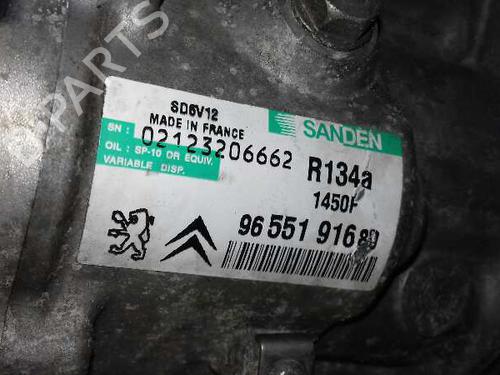 PARTS
SD6V12
MADE IN FRANCE
SN : 02123206662
OIL : SP-10 OR EQUIV.
VARIABLE DISP.
SANDEN
R134a
1450F
96 551 916 80